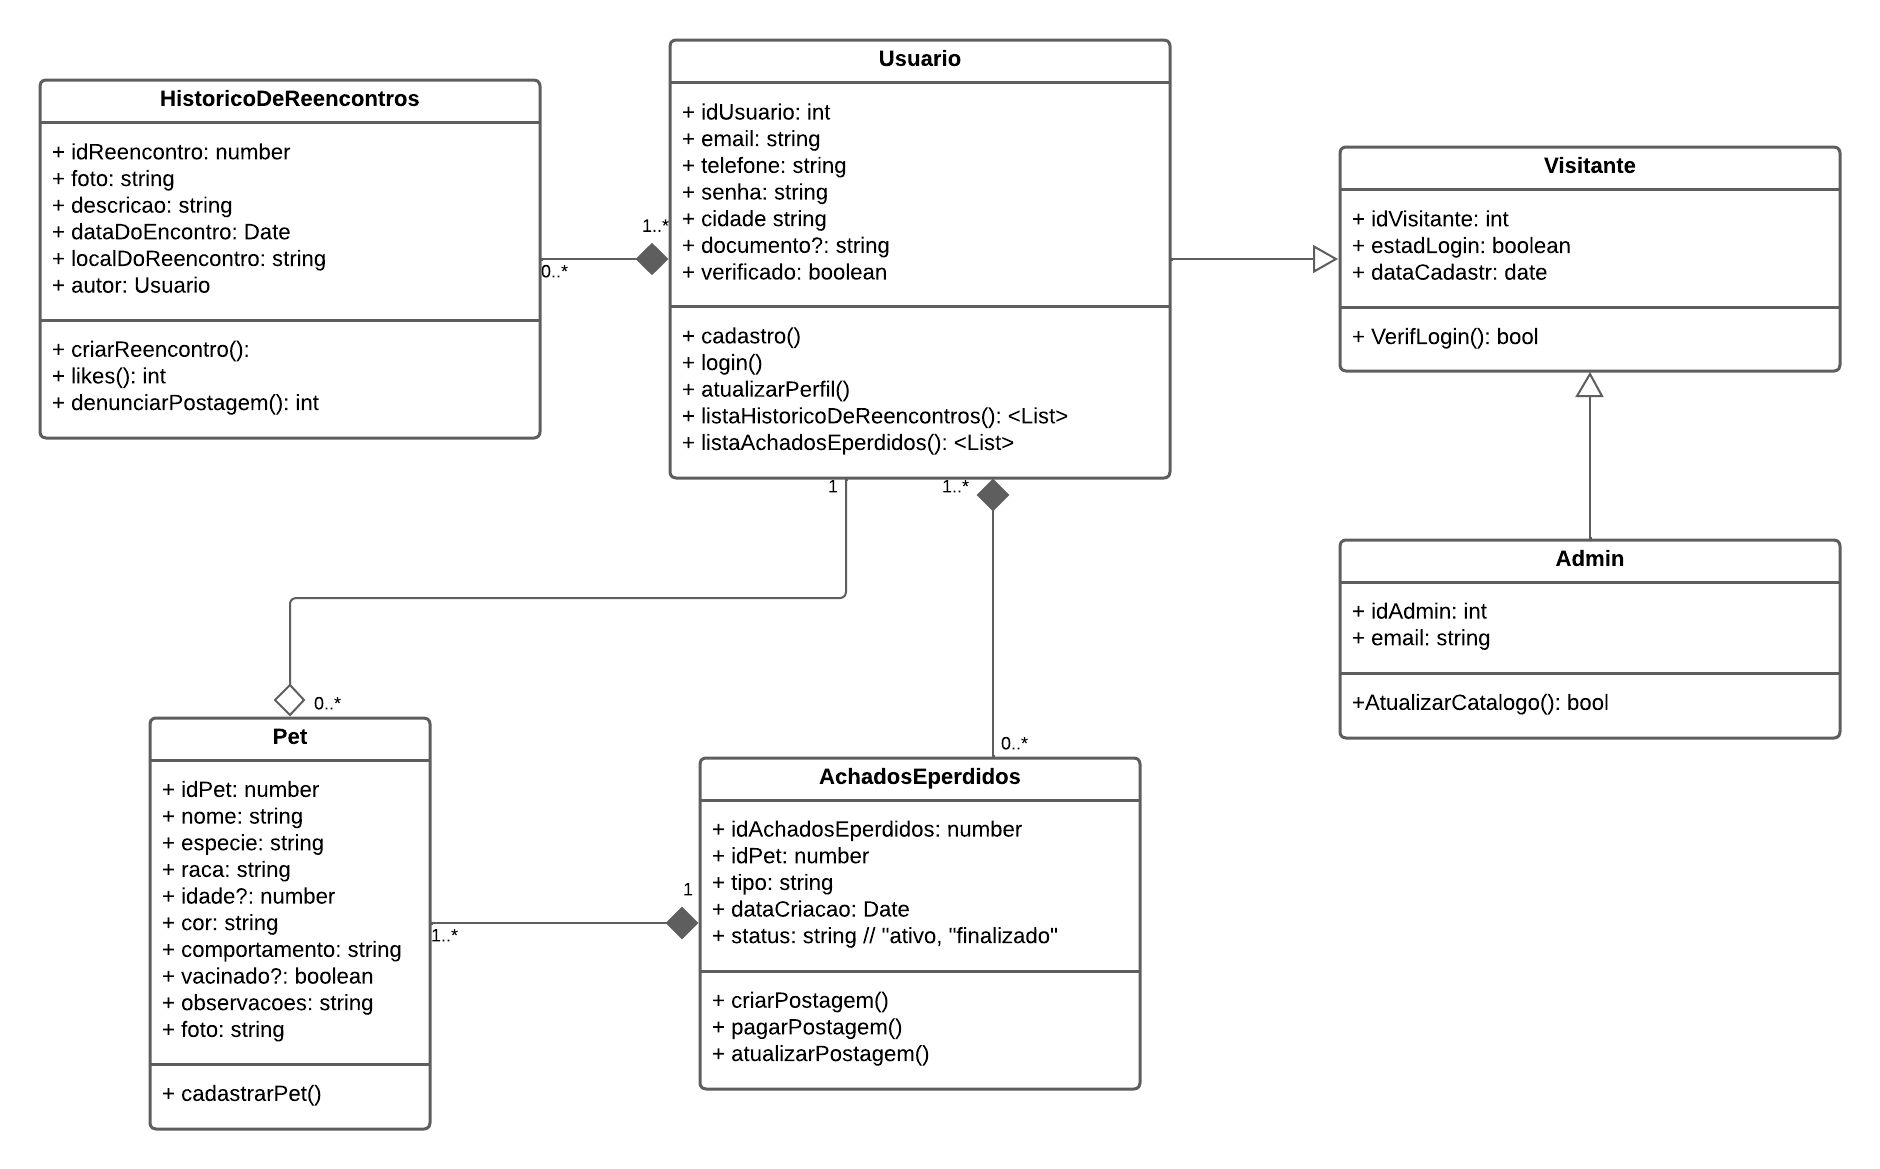 HistoricoDeReencontros
+ idReencontro: number
+ foto: string
+ descricao: string
+ dataDoEncontro: Date
+ localDoReencontro: string
+ autor: Usuario
+ criarReencontro():
+ likes(): int
+ denunciarPostagem(): int
0..*
1..*
Usuario
+ idUsuario: int
+ email: string
+ telefone: string
+ senha: string
+ cidade string
+ documento?: string
+ verificado: boolean
+ cadastro()
+ login()
+ atualizarPerfil()
+ listaHistoricoDeReencontros(): <List>
+ listaAchadosEperdidos(): <List>
1
1..*
Visitante
+ idVisitante: int
+ estadLogin: boolean
+ dataCadastr: date
+ VerifLogin(): bool
Admin
+ idAdmin: int
+ email: string
+AtualizarCatalogo(): bool
0..*
Pet
+ idPet: number
+ nome: string
+ especie: string
+ raca: string
+ idade?: number
+ cor: string
+ comportamento: string
+ vacinado?: boolean
+ observacoes: string
+ foto: string
+ cadastrarPet()
1..*
1
0..*
AchadosEperdidos
+ idAchadosEperdidos: number
+ idPet: number
+ tipo: string
+ dataCriacao: Date
+ status: string // "ativo, "finalizado"
+ criarPostagem()
+ pagarPostagem()
+ atualizarPostagem()